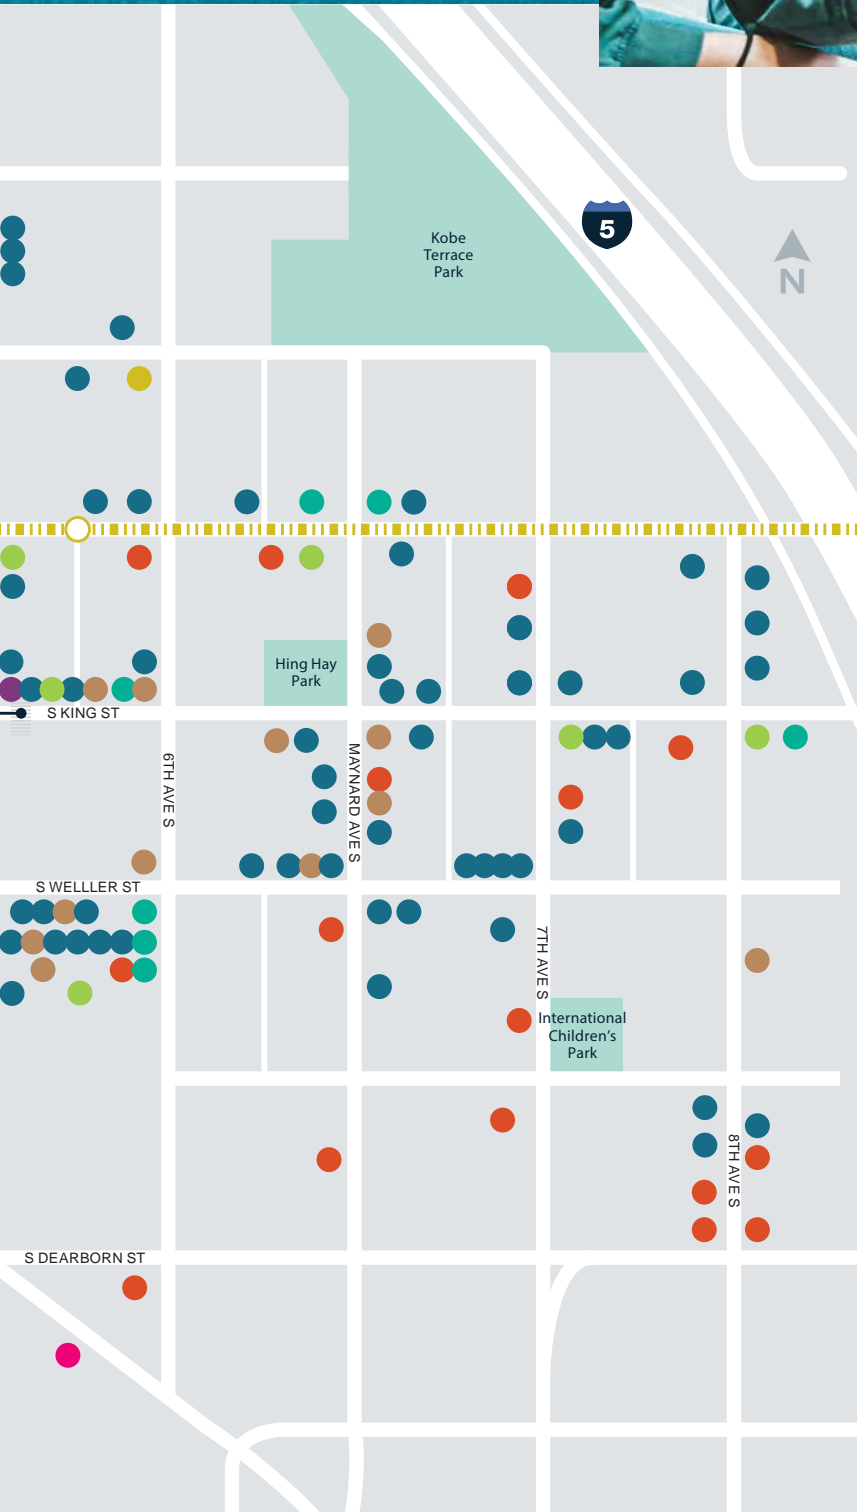 5
Kobe
Terrace
Park
N
Hing Hay
Park
S KING ST
6TH AVE S
MAYNARD AVE S
S WELLLER ST
7TH AVE S
International
Children's
Park
8TH AVE S
S DEARBORN ST